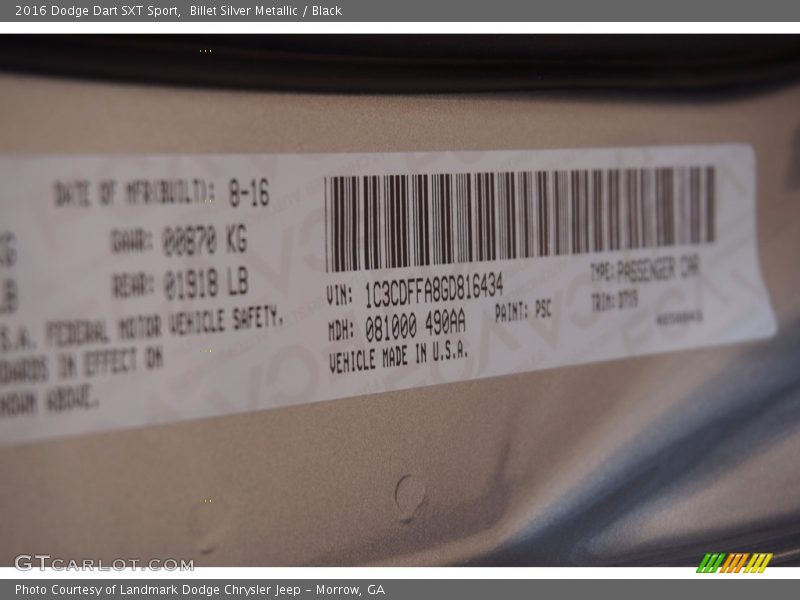 2016 Dodge Dart SXT Sport,  Billet Silver Metallic / Black
DATE OF MFR(BUILT): 8-16
GAWR: 00870 KG
REAR: 01918 LB
S.A. FEDERAL MOTOR VEHICLE SAFETY,
IN EFFECT ON
ABOVE.
VIN: 1C3CDFFA8GD816434
TYPE: PASSENGER CAR
MDH: 081000 490AA
PAINT: PSC
TRIM:
VEHICLE MADE IN U.S.A.
GTCARLOT.COM
Photo Courtesy of Landmark Dodge Chrysler Jeep – Morrow, GA